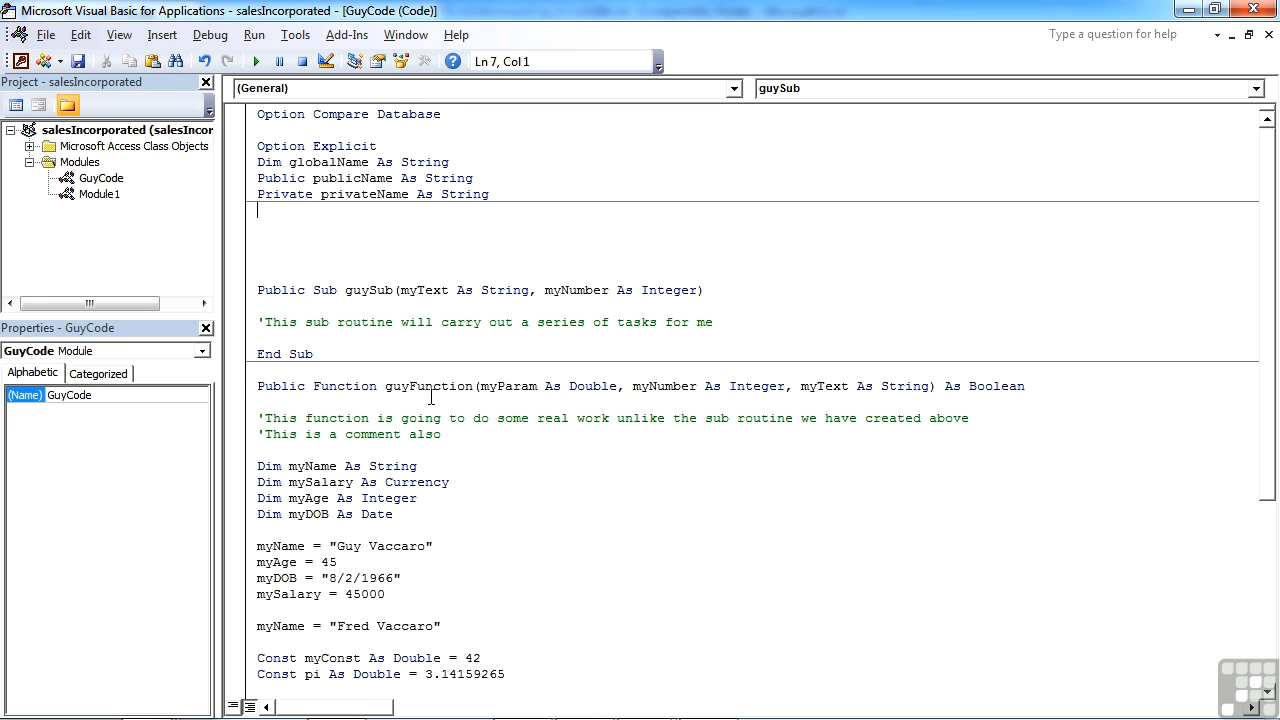 Microsoft Visual Basic for Applications - salesIncorporated - [GuyCode (Code)]
File Edit View Insert Debug Run Tools Add-Ins Window Help
Type a question for help
Ln 7, Col 1
Project - salesIncorporated
(General)
guySub
salesIncorporated (salesIncor
Microsoft Access Class Objects
Modules
GuyCode
Module1
Properties - GuyCode
GuyCode Module
Alphabetic Categorized
(Name) GuyCode
Option Compare Database
Option Explicit
Dim globalName As String
Public publicName As String
Private privateName As String
Public Sub guySub(myText As String, myNumber As Integer)
'This sub routine will carry out a series of tasks for me
End Sub
Public Function guyFunction(myParam As Double, myNumber As Integer, myText As String) As Boolean
'This function is going to do some real work unlike the sub routine we have created above
'This is a comment also
Dim myName As String
Dim mySalary As Currency
Dim myAge As Integer
Dim myDOB As Date
myName = "Guy Vaccaro"
myAge = 45
myDOB = "8/2/1966"
mySalary = 45000
myName = "Fred Vaccaro"
Const myConst As Double = 42
Const pi As Double = 3.14159265